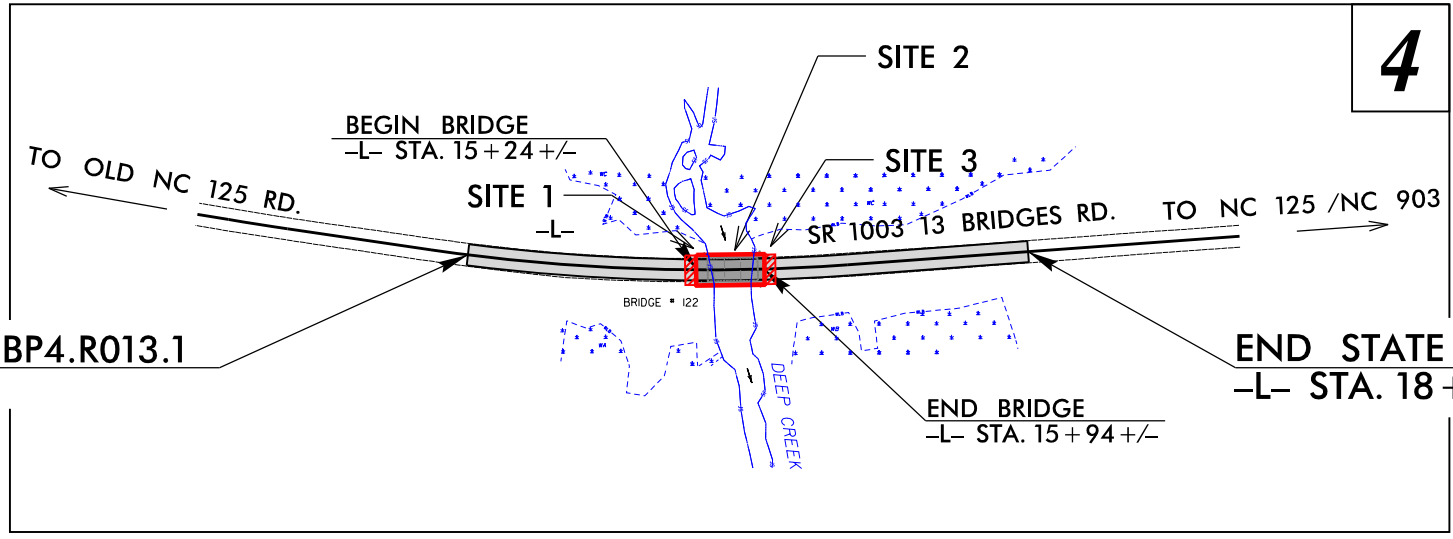 4
SITE 2
BEGIN BRIDGE
–L– STA. 15+24 +/–
TO OLD NC 125 RD.
SITE 3
SITE 1
–L–
SR 1003 13 BRIDGES RD.
TO NC 125 /NC 903
BRIDGE # 122
BP4.R013.1
END STATE
–L– STA. 18+
DEEP CREEK
END BRIDGE
–L– STA. 15+94 +/–